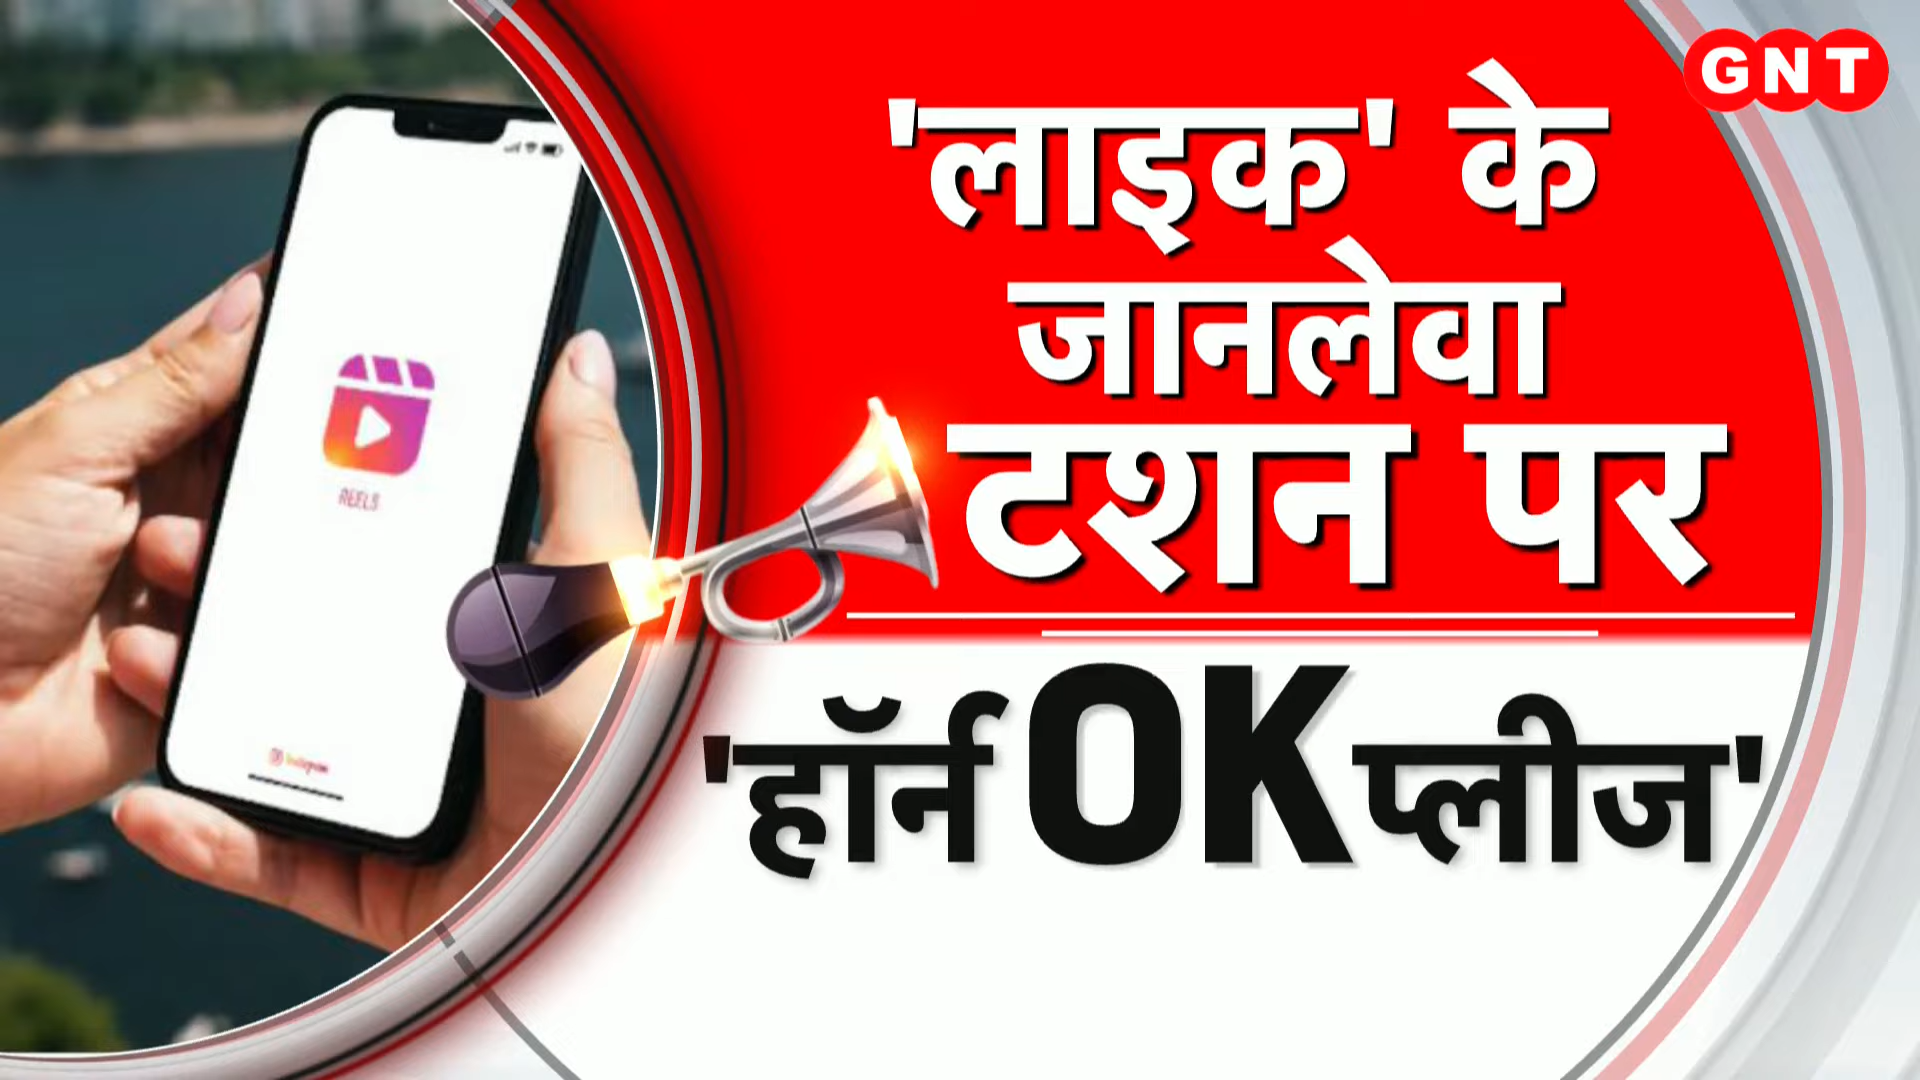 GNT
'लाइक' के
जानलेवा
टशन पर
'हॉर्न OK प्लीज'
REELS